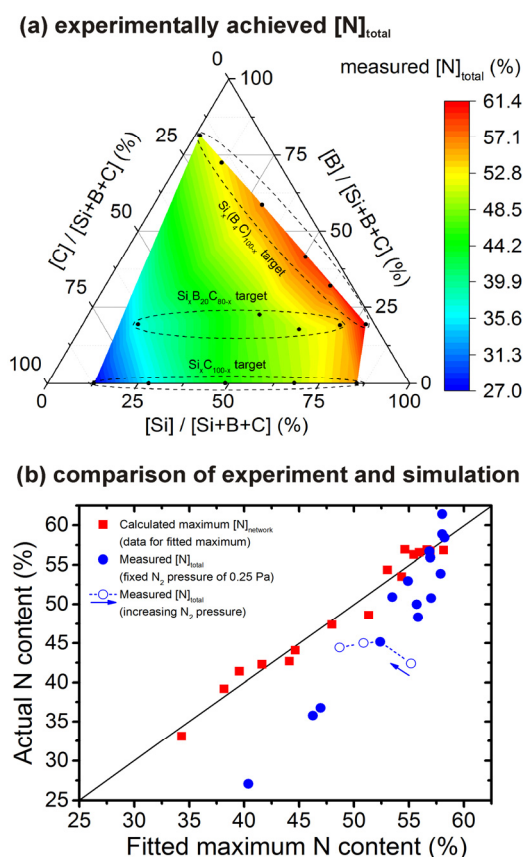 (a) experimentally achieved [N]total
measured [N]total (%)
0
100
25
75
50
50
75
25
100
0
0
25
50
75
100
[C] / [Si+B+C] (%)
[B] / [Si+B+C] (%)
[Si] / [Si+B+C] (%)
Six(B4C)100-x target
SixB20C80-x target
SixC100-x target
61.4
57.1
52.8
48.5
44.2
39.9
35.6
31.3
27.0
(b) comparison of experiment and simulation
Actual N content (%)
60
55
50
45
40
35
30
25
Calculated maximum [N]network
(data for fitted maximum)
Measured [N]total
(fixed N2 pressure of 0.25 Pa)
Measured [N]total
(increasing N2 pressure)
25 30 35 40 45 50 55 60
Fitted maximum N content (%)